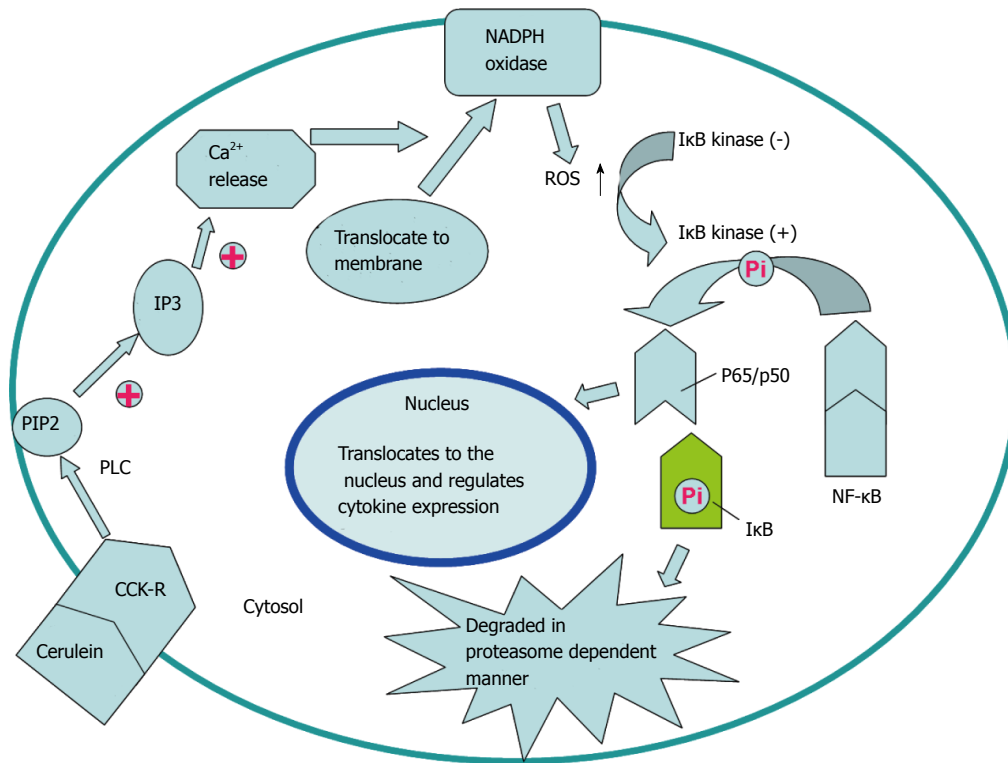 NADPH
oxidase
Ca²⁺
release
ROS
↑
IκB kinase (-)
Translocate to
membrane
IκB kinase (+)
+
Pi
IP3
P65/p50
+
PIP2
Nucleus
Translocates to the
nucleus and regulates
cytokine expression
PLC
Pi
NF-κB
IκB
CCK-R
Cytosol
Cerulein
Degraded in
proteasome dependent
manner